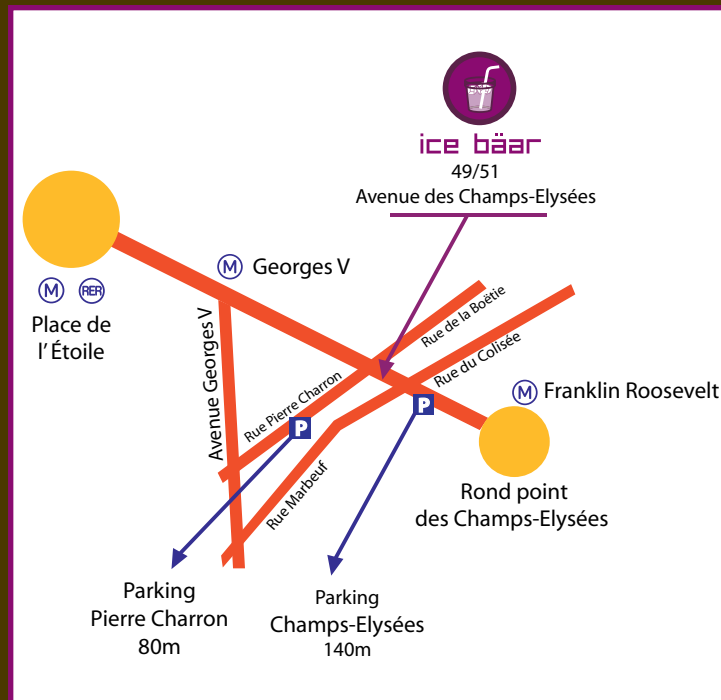 ice bäar
49/51
Avenue des Champs-Elysées
M Georges V
M RER
Place de
l'Étoile
Avenue Georges V
Rue de la Boëtie
Rue du Colisée
Rue Pierre Charron
P
P
M Franklin Roosevelt
Rue Marbeuf
Rond point
des Champs-Elysées
Parking
Pierre Charron
80m
Parking
Champs-Elysées
140m